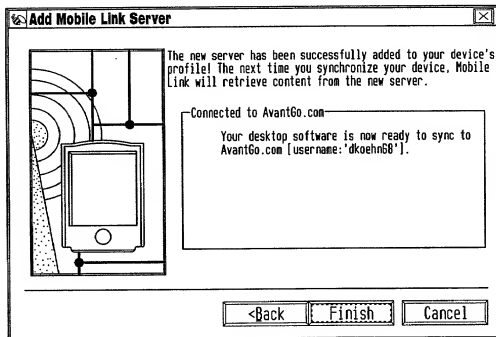 Add Mobile Link Server
The new server has been successfully added to your device's
profile! The next time you synchronize your device, Mobile
Link will retrieve content from the new server.
Connected to AvantGo.com
Your desktop software is now ready to sync to
AvantGo.com [username:'dkoehn68'].
<Back
Finish
Cancel